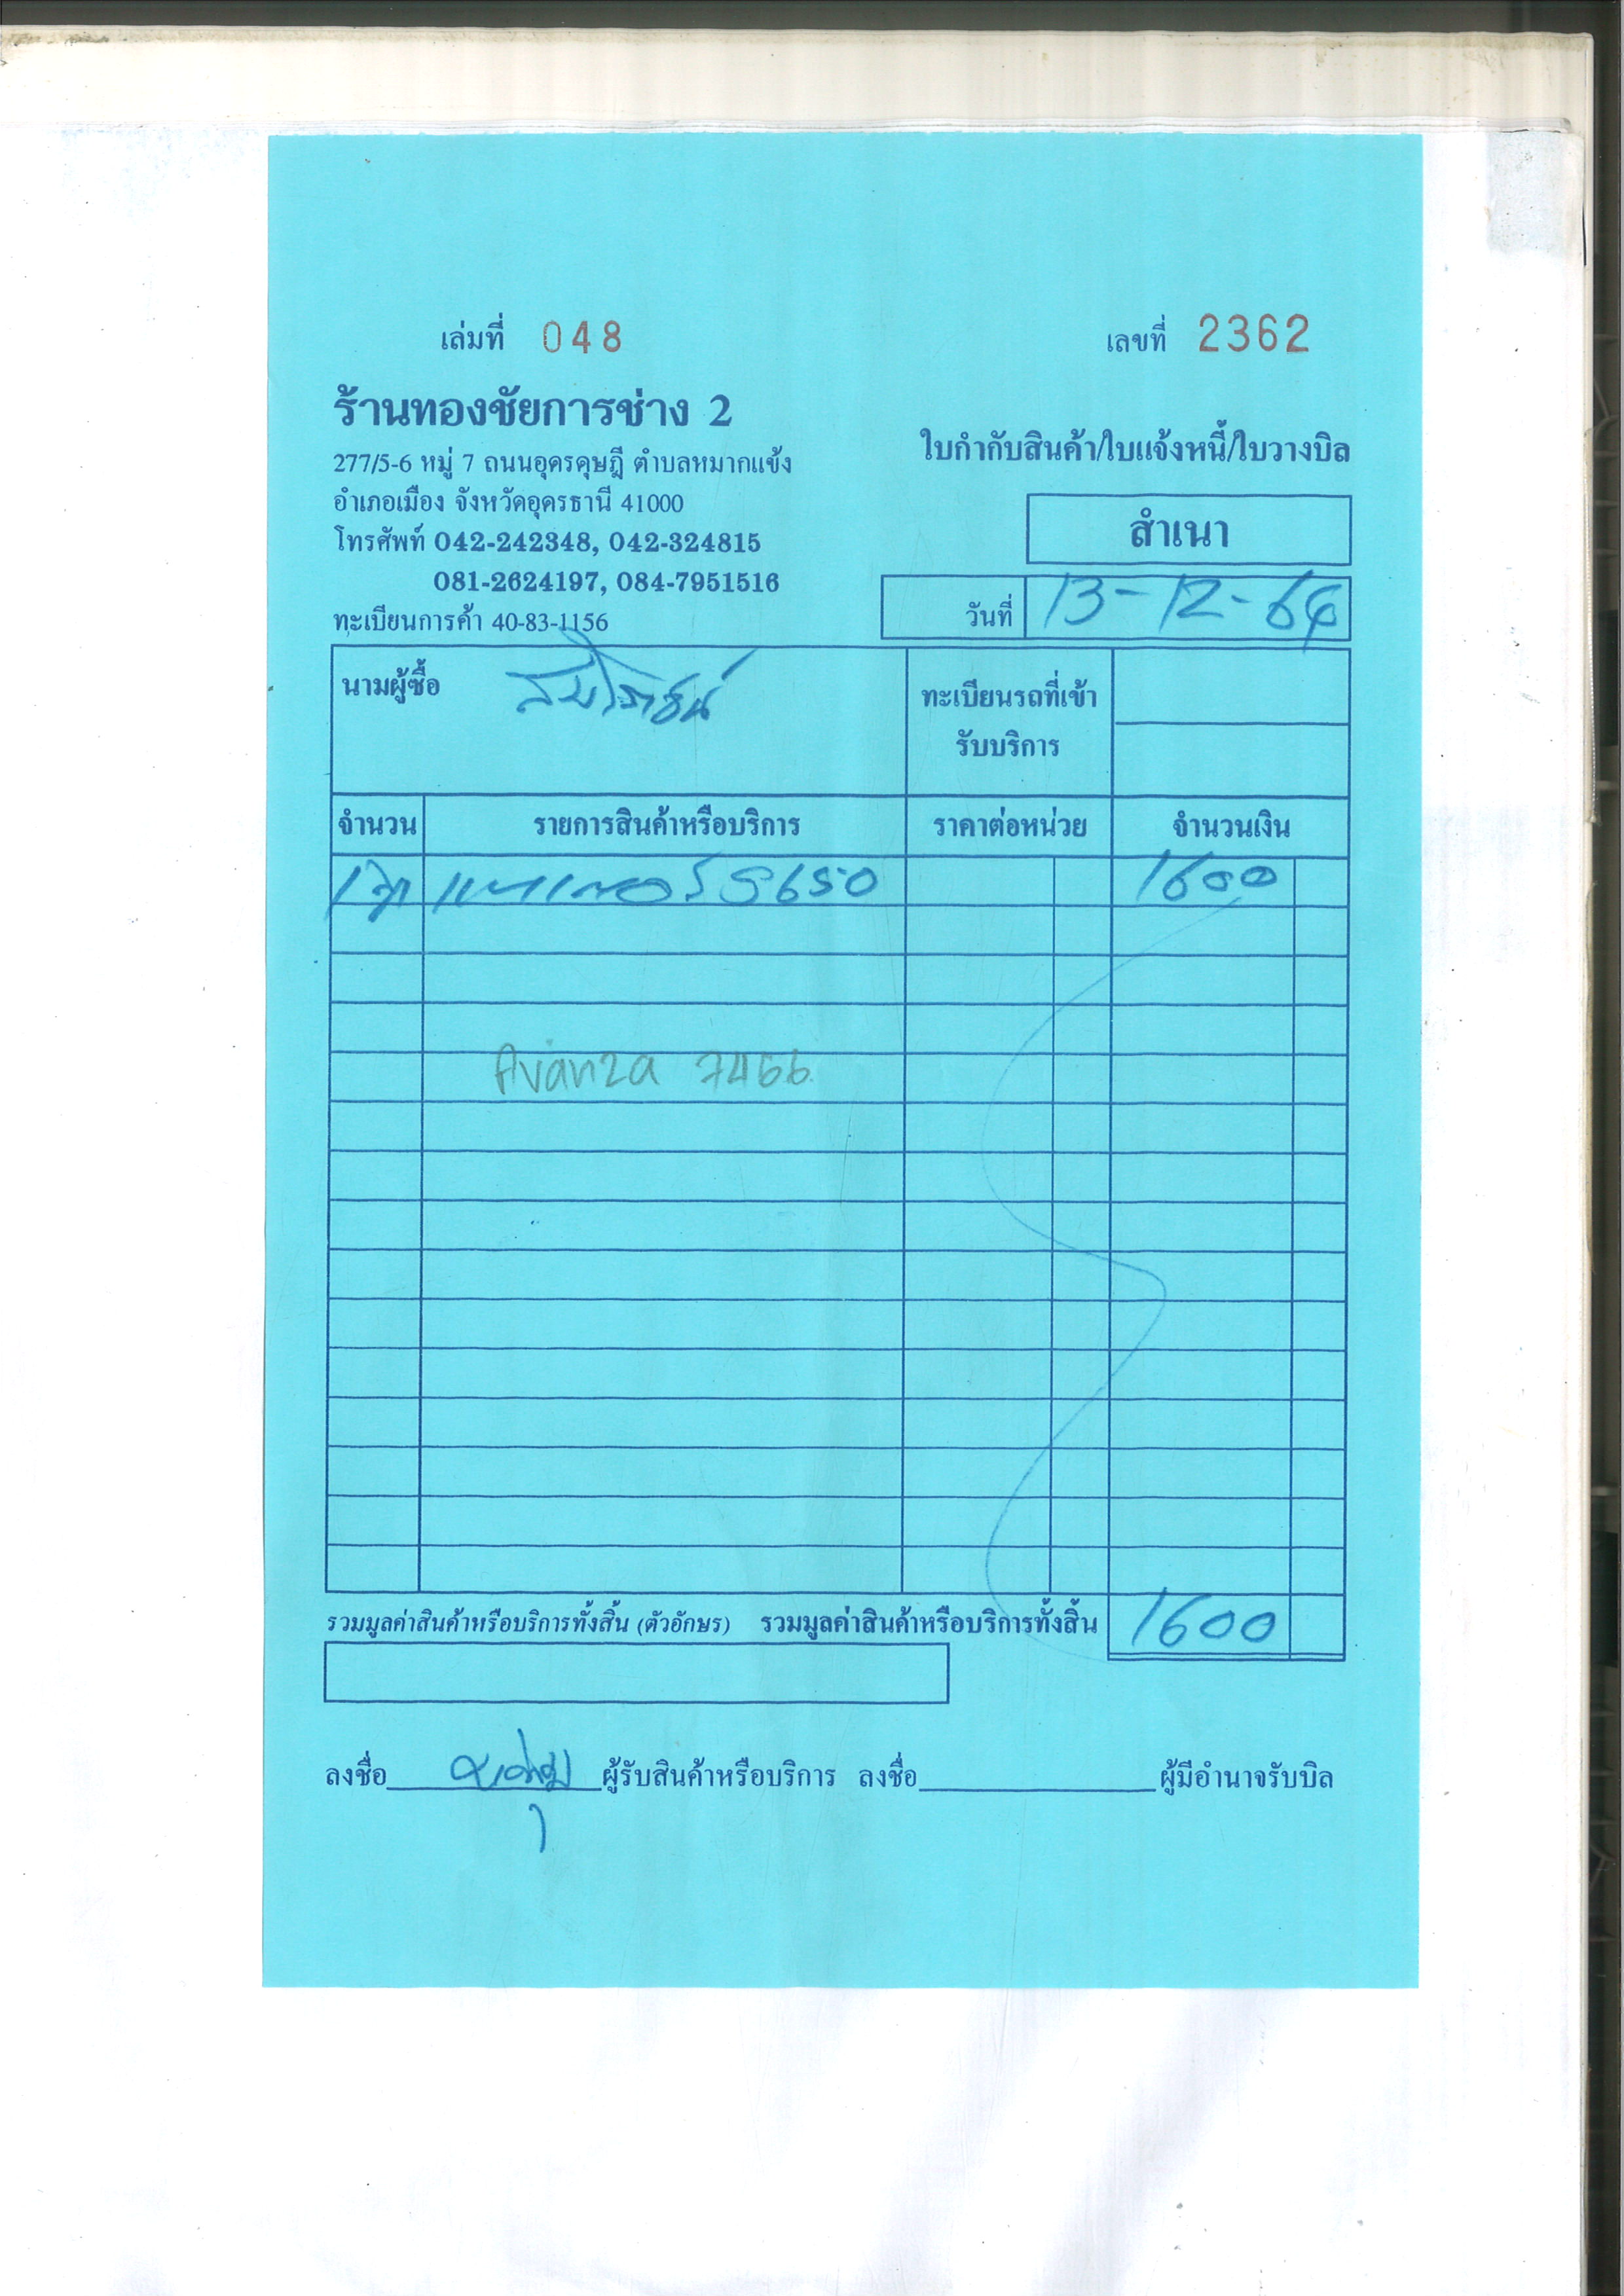 เล่มที่ 048
เลขที่ 2362
ร้านทองชัยการช่าง 2
277/5-6 หมู่ 7 ถนนอุดรดุษฎี ตำบลหมากแข้ง
อำเภอเมือง จังหวัดอุดรธานี 41000
โทรศัพท์ 042-242348, 042-324815
081-2624197, 084-7951516
ทะเบียนการค้า 40-83-1156
ใบกำกับสินค้า/ใบแจ้งหนี้/ใบวางบิล
สำเนา
วันที่ 13-12-64
นามผู้ซื้อ
ทะเบียนรถที่เข้า
รับบริการ
จำนวน รายการสินค้าหรือบริการ ราคาต่อหน่วย จำนวนเงิน
1600
Avanza 7466
รวมมูลค่าสินค้าหรือบริการทั้งสิ้น (ตัวอักษร) รวมมูลค่าสินค้าหรือบริการทั้งสิ้น 1600
ลงชื่อ ผู้รับสินค้าหรือบริการ ลงชื่อ ผู้มีอำนาจรับบิล